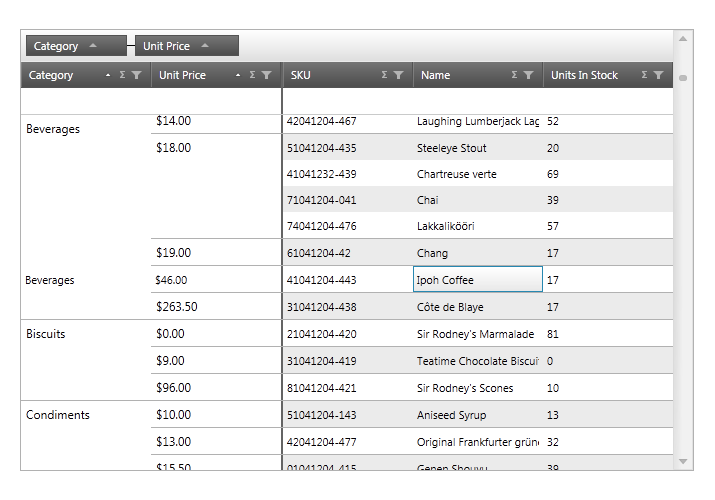 Category Unit Price
Category Σ Unit Price Σ SKU Σ Name Σ Units In Stock Σ
Beverages $14.00 42041204-467 Laughing Lumberjack Lag 52
$18.00 51041204-435 Steeleye Stout 20
41041232-439 Chartreuse verte 69
71041204-041 Chai 39
74041204-476 Lakkalikööri 57
$19.00 61041204-42 Chang 17
Beverages $46.00 41041204-443 Ipoh Coffee 17
$263.50 31041204-438 Côte de Blaye 17
Biscuits $0.00 21041204-420 Sir Rodney's Marmalade 81
$9.00 31041204-419 Teatime Chocolate Biscui 0
$96.00 81041204-421 Sir Rodney's Scones 10
Condiments $10.00 51041204-143 Aniseed Syrup 13
$13.00 42041204-477 Original Frankfurter grün 32
$15.50 01041204-415 Genen Shouyu 39